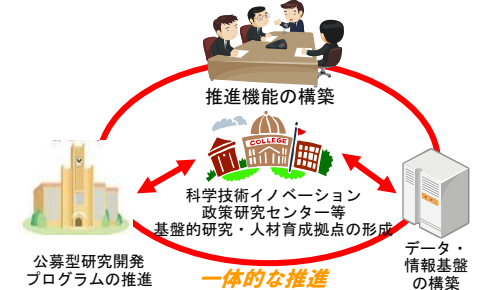 推進機能の構築
COLLEGE
科学技術イノベーション
政策研究センター等
基盤的研究・人材育成拠点の形成
公募型研究開発
プログラムの推進
データ・
情報基盤
の構築
一体的な推進